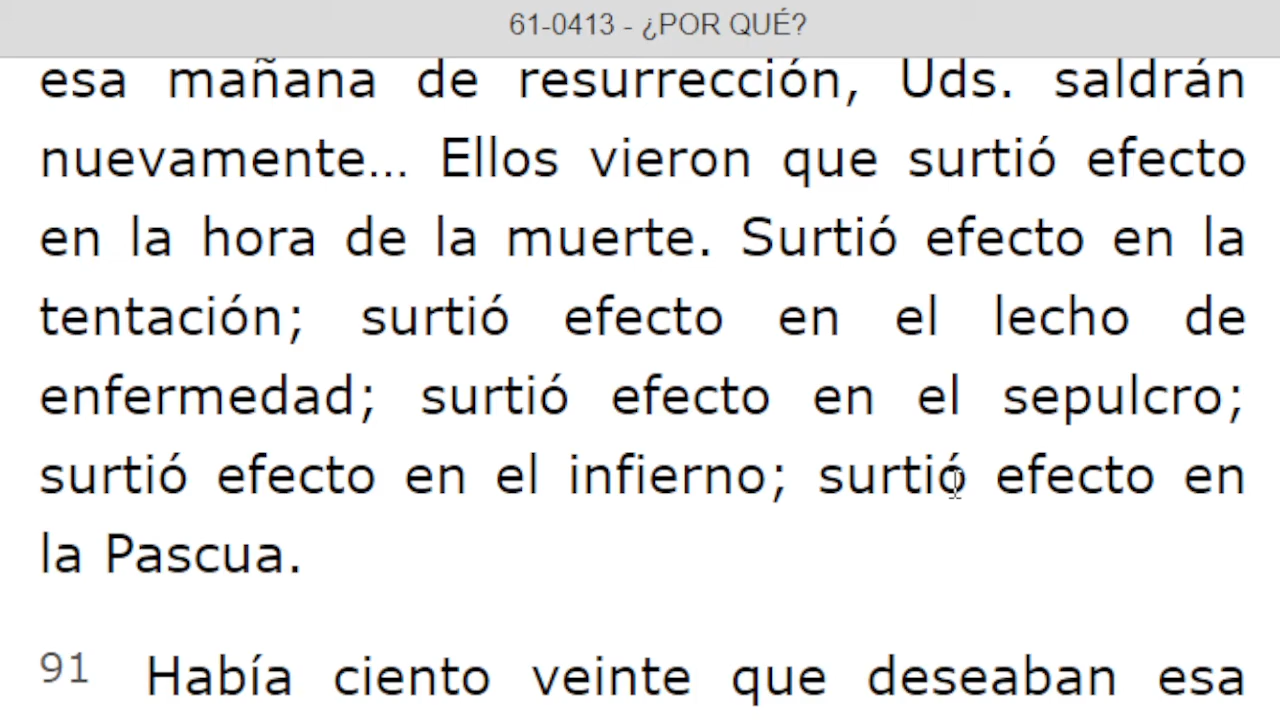 61-0413 - ¿POR QUÉ?
esa mañana de resurrección, Uds. saldrán
nuevamente... Ellos vieron que surtió efecto
en la hora de la muerte. Surtió efecto en la
tentación; surtió efecto en el lecho de
enfermedad; surtió efecto en el sepulcro;
surtió efecto en el infierno; surtió efecto en
la Pascua.
91 Había ciento veinte que deseaban esa